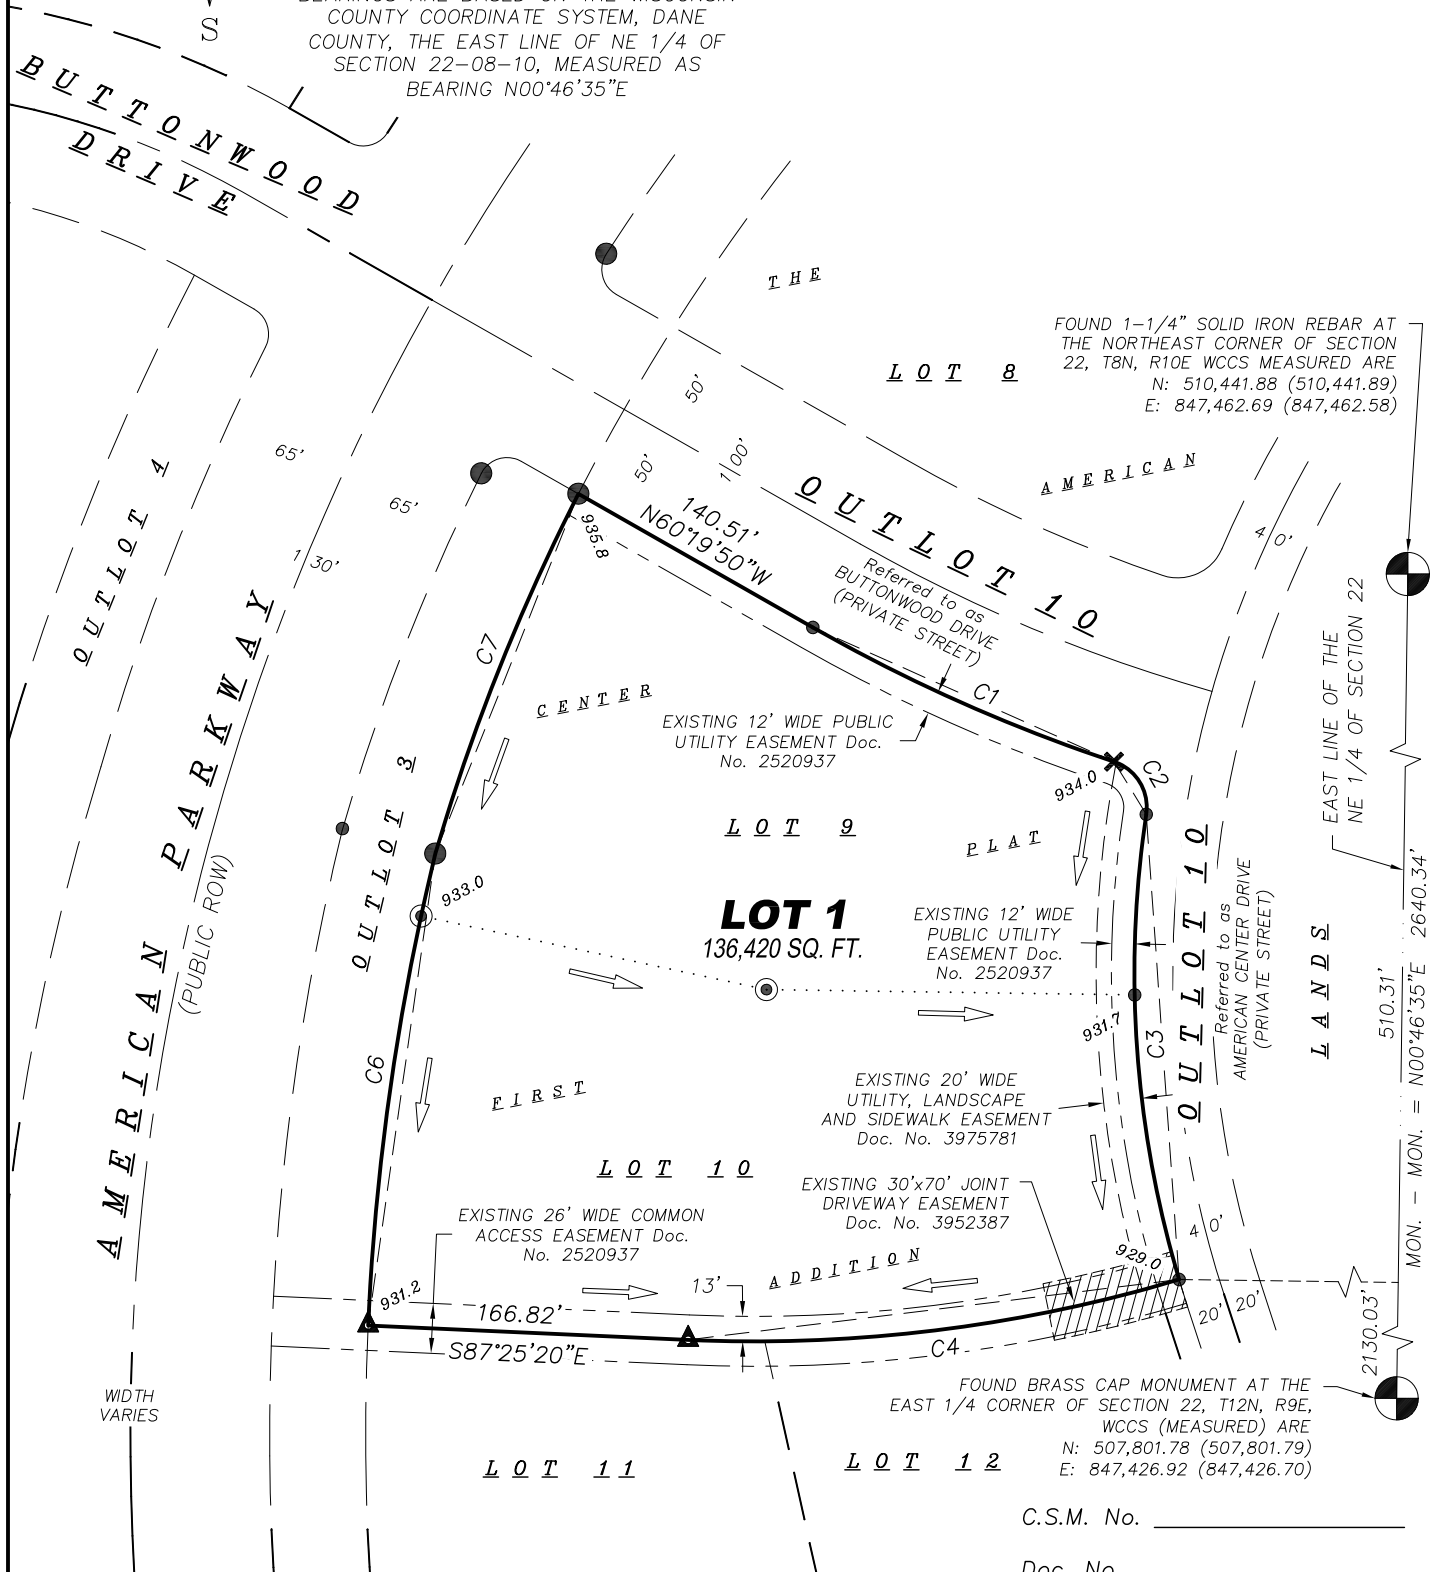 S
COUNTY COORDINATE SYSTEM, DANE
COUNTY, THE EAST LINE OF NE 1/4 OF
SECTION 22-08-10, MEASURED AS
BEARING N00°46'35"E
BUTTONWOOD
DRIVE
THE
LOT 8
FOUND 1-1/4" SOLID IRON REBAR AT
THE NORTHEAST CORNER OF SECTION
22, T8N, R10E WCCS MEASURED ARE
N: 510,441.88 (510,441.89)
E: 847,462.69 (847,462.58)
50'
50'
100'
65'
65'
130'
OUTLOT 4
AMERICAN
OUTLOT 10
40'
140.51'
N60°19'50"W
935.8
Referred to as
BUTTONWOOD DRIVE
(PRIVATE STREET)
EAST LINE OF THE
NE 1/4 OF SECTION 22
AMERICAN PARKWAY
(PUBLIC ROW)
C7
CENTER
C1
EXISTING 12' WIDE PUBLIC
UTILITY EASEMENT Doc.
No. 2520937
C2
934.0
OUTLOT 3
LOT 9
PLAT
933.0
LOT 1
136,420 SQ. FT.
EXISTING 12' WIDE
PUBLIC UTILITY
EASEMENT Doc.
No. 2520937
OUTLOT 10
Referred to as
AMERICAN CENTER DRIVE
(PRIVATE STREET)
LANDS
510.31'
MON. - MON. = N00°46'35"E 2640.34'
931.7
C3
C6
FIRST
EXISTING 20' WIDE
UTILITY, LANDSCAPE
AND SIDEWALK EASEMENT
Doc. No. 3975781
LOT 10
EXISTING 30'x70' JOINT
DRIVEWAY EASEMENT
Doc. No. 3952387
EXISTING 26' WIDE COMMON
ACCESS EASEMENT Doc.
No. 2520937
ADDITION
929.0
40'
931.2
13'
166.82'
S87°25'20"E
C4
20'
20'
2130.03'
WIDTH
VARIES
FOUND BRASS CAP MONUMENT AT THE
EAST 1/4 CORNER OF SECTION 22, T12N, R9E,
WCCS (MEASURED) ARE
N: 507,801.78 (507,801.79)
E: 847,426.92 (847,426.70)
LOT 11
LOT 12
C.S.M. No.
Doc. No.